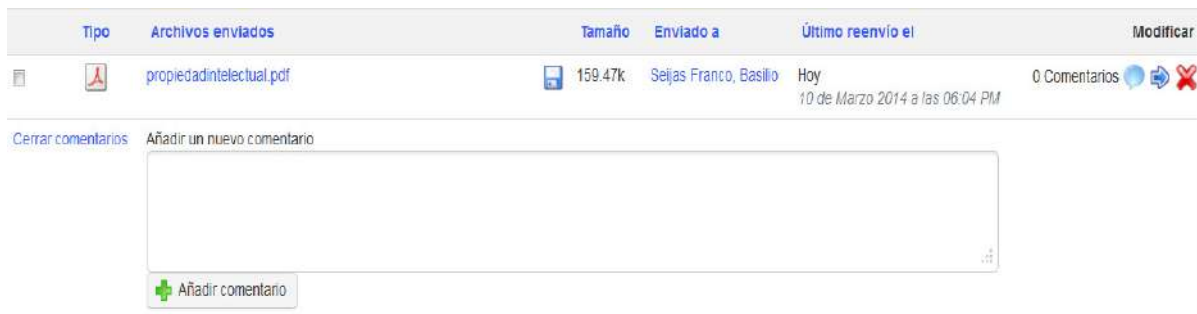 Tipo Archivos enviados Tamaño Enviado a Último reenvío el Modificar
propiedadintelectual.pdf 159.47k Seijas Franco, Basilio Hoy 0 Comentarios
10 de Marzo 2014 a las 06:04 PM
Cerrar comentarios Añadir un nuevo comentario
Añadir comentario